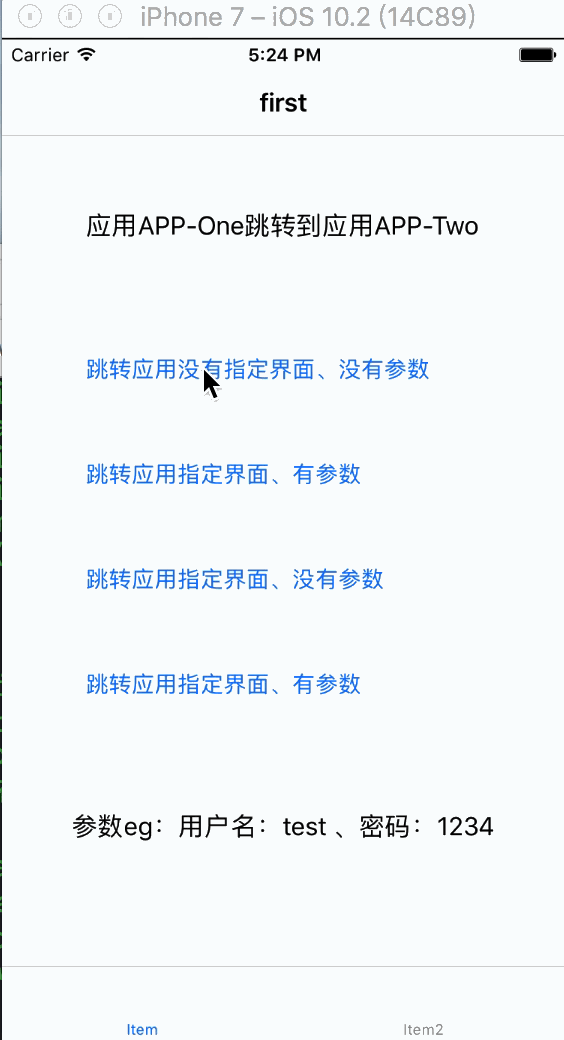 iPhone 7 – iOS 10.2 (14C89)
Carrier 5:24 PM
first
应用APP-One跳转到应用APP-Two
跳转应用没有指定界面、没有参数
跳转应用指定界面、有参数
跳转应用指定界面、没有参数
跳转应用指定界面、有参数
参数eg：用户名：test 、密码：1234
Item Item2